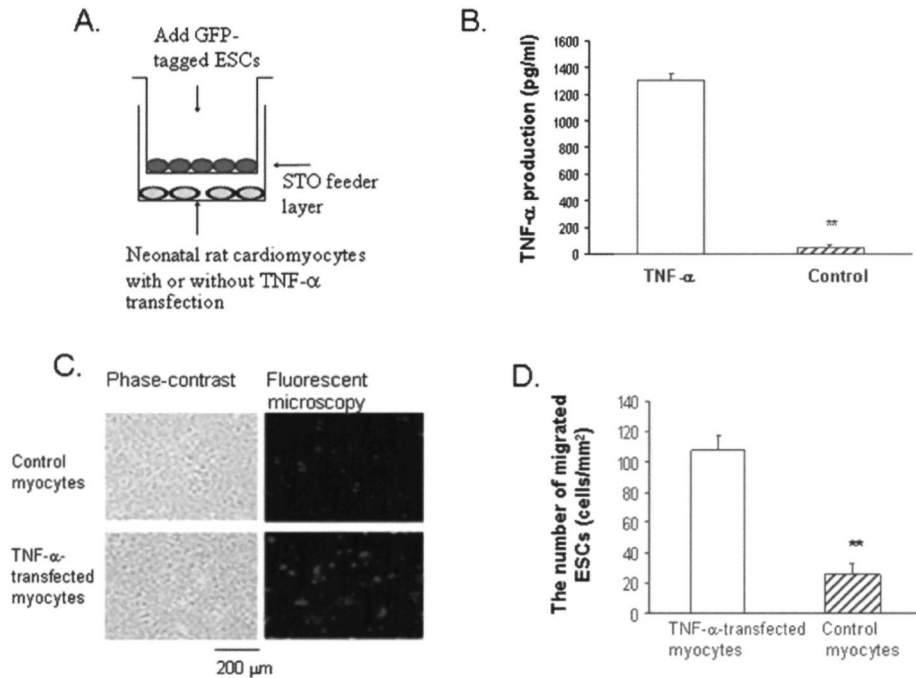 A.
Add GFP-
tagged ESCs
STO feeder
layer
Neonatal rat cardiomyocytes
with or without TNF-α
transfection
B.
TNF-α production (pg/ml)
1600
1400
1200
1000
800
600
400
200
0
**
TNF-α
Control
C.
Phase-contrast
Fluorescent
microscopy
Control
myocytes
TNF-α-
transfected
myocytes
200 μm
D.
The number of migrated
ESCs (cells/mm²)
140
120
100
80
60
40
20
0
**
TNF-α-transfected
myocytes
Control
myocytes